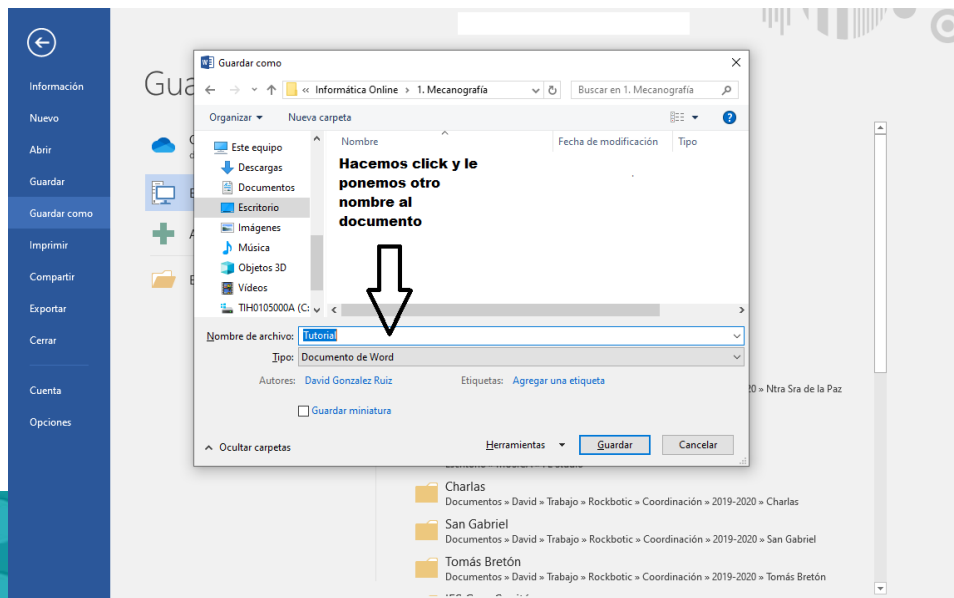 Información
Nuevo
Abrir
Guardar
Guardar como
Imprimir
Compartir
Exportar
Cerrar
Cuenta
Opciones
Gua
Guardar como
« Informática Online › 1. Mecanografía
Buscar en 1. Mecanografía
Organizar
Nueva carpeta
Este equipo
Descargas
Documentos
Escritorio
Imágenes
Música
Objetos 3D
Vídeos
TIH0105000A (C:
Nombre
Fecha de modificación
Tipo
Hacemos click y le
ponemos otro
nombre al
documento
Nombre de archivo: Tutorial
Tipo: Documento de Word
Autores: David Gonzalez Ruiz
Etiquetas: Agregar una etiqueta
Guardar miniatura
Ocultar carpetas
Herramientas
Guardar
Cancelar
» Ntra Sra de la Paz
Charlas
Documentos » David » Trabajo » Rockbotic » Coordinación » 2019-2020 » Charlas
San Gabriel
Documentos » David » Trabajo » Rockbotic » Coordinación » 2019-2020 » San Gabriel
Tomás Bretón
Documentos » David » Trabajo » Rockbotic » Coordinación » 2019-2020 » Tomás Bretón